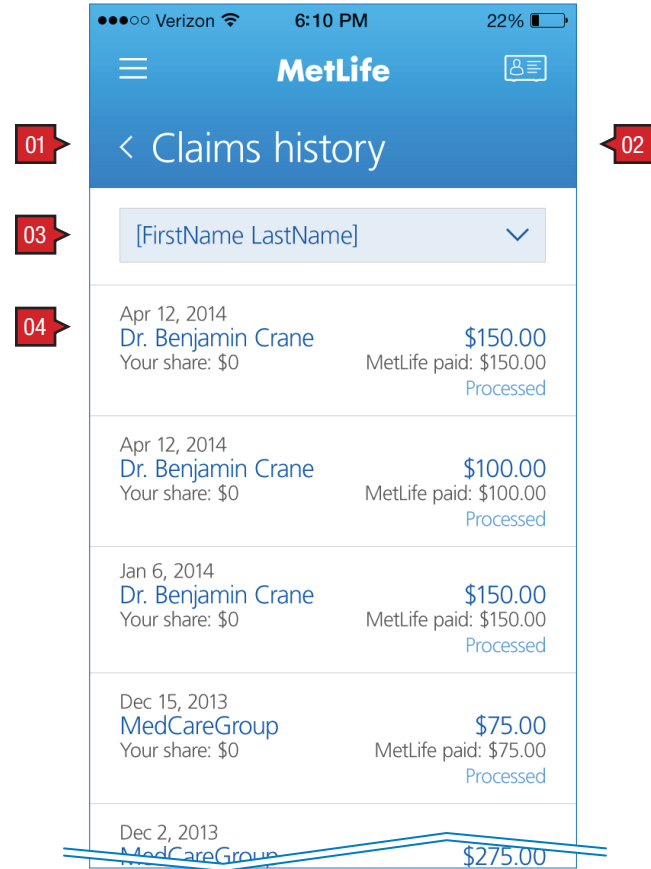 Verizon 6:10 PM 22%
MetLife
01 Claims history 02
03 [FirstName LastName]
04
Apr 12, 2014
Dr. Benjamin Crane $150.00
Your share: $0 MetLife paid: $150.00
Processed
Apr 12, 2014
Dr. Benjamin Crane $100.00
Your share: $0 MetLife paid: $100.00
Processed
Jan 6, 2014
Dr. Benjamin Crane $150.00
Your share: $0 MetLife paid: $150.00
Processed
Dec 15, 2013
MedCareGroup $75.00
Your share: $0 MetLife paid: $75.00
Processed
Dec 2, 2013
MedCareGroup $275.00